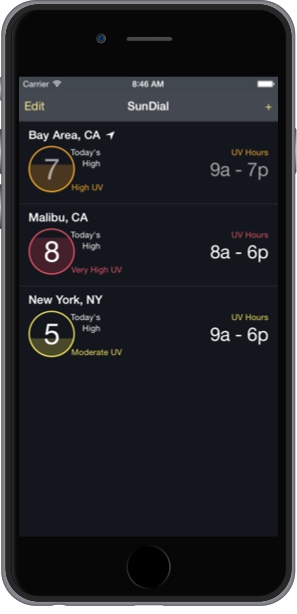 Carrier 8:46 AM
Edit SunDial +
Bay Area, CA
7 Today's High
High UV
UV Hours
9a - 7p
Malibu, CA
8 Today's High
Very High UV
UV Hours
8a - 6p
New York, NY
5 Today's High
Moderate UV
UV Hours
9a - 6p